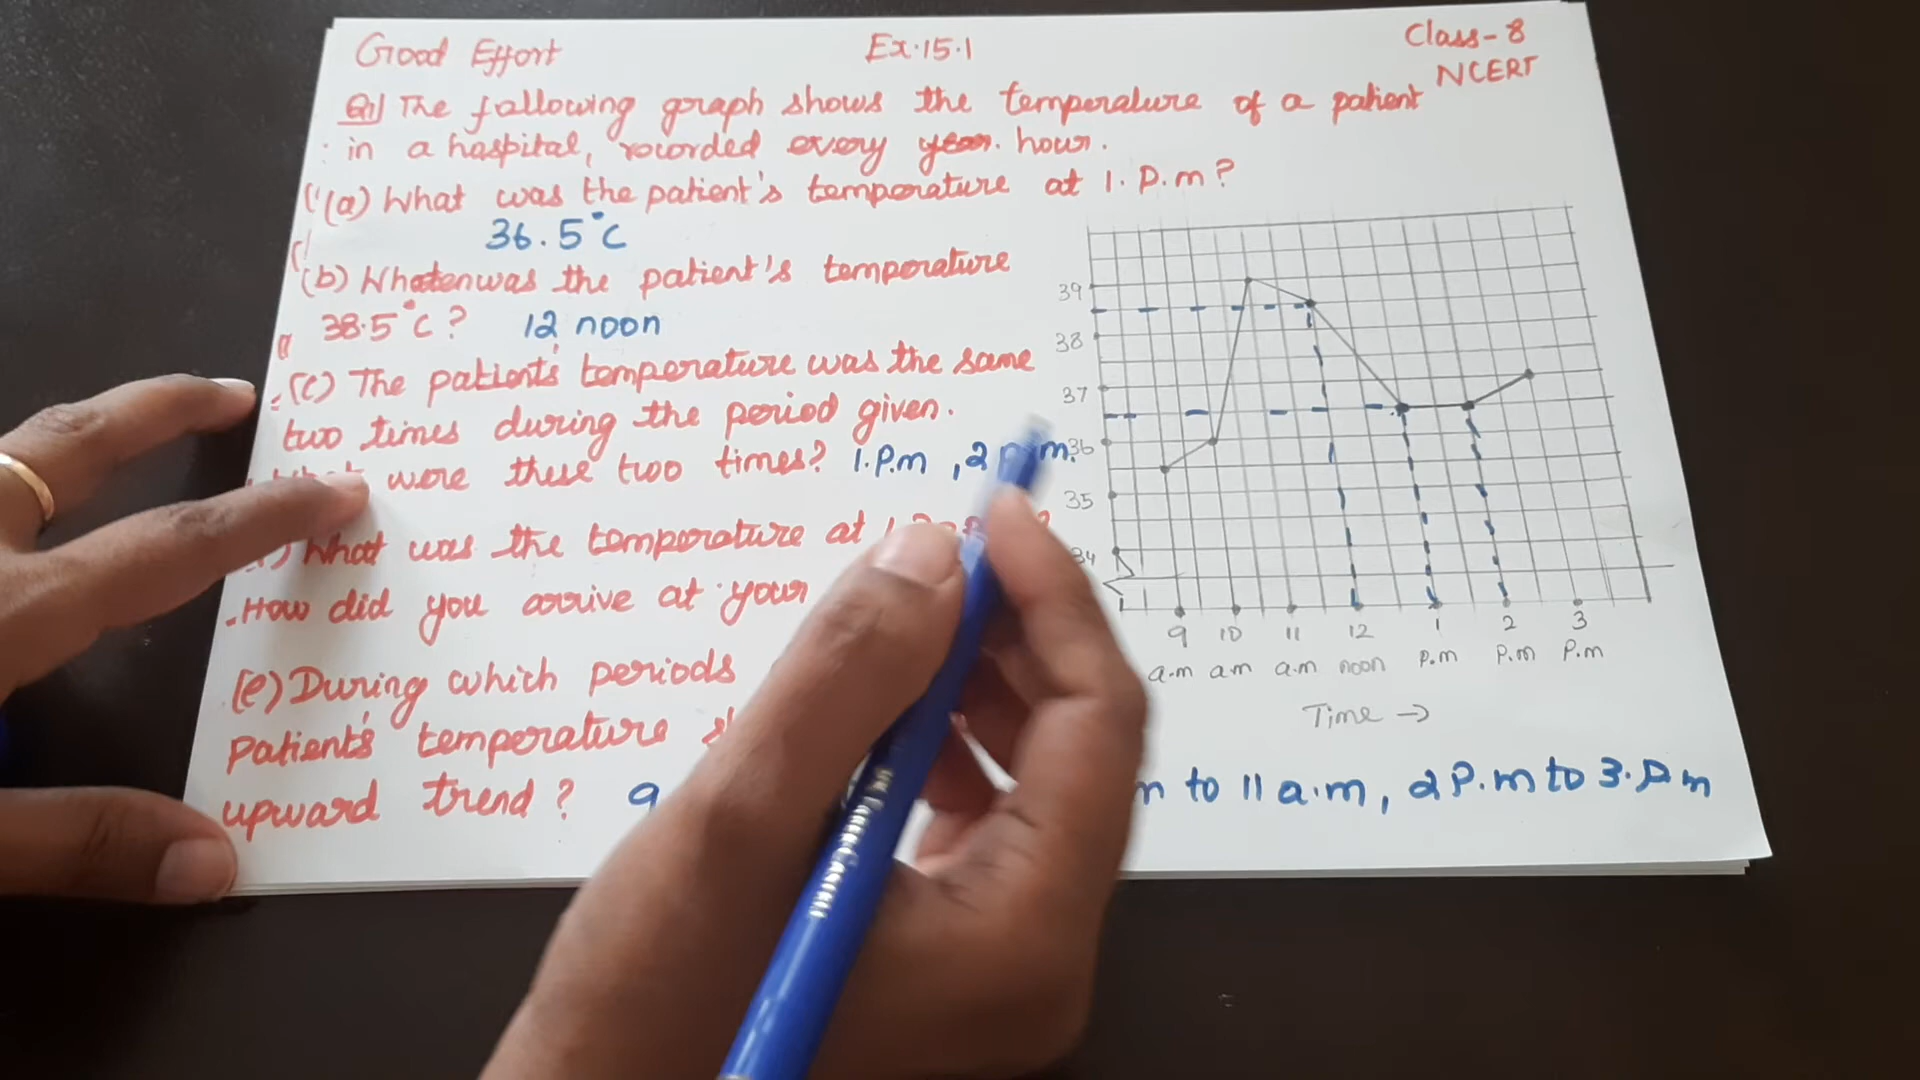 Good Effort Ex.15.1 Class-8
NCERT
Q1) The following graph shows the temperature of a patient
in a hospital, recorded every year. hour.
(a) What was the patient's temperature at 1. P.m?
36.5°C
(b) When was the patient's temperature
38.5°C? 12 noon
(c) The patient's temperature was the same
two times during the period given.
What were these two times? 1.P.m , 2
What was the temperature at
How did you arrive at your
(e) During which periods
Patient's temperature
upward trend? 9 to 11 a.m, 2 P.m to 3.P.m
39
38
37
36
35
34
9 10 11 12 1 2 3
a.m am a.m noon P.m P.m P.m
Time →